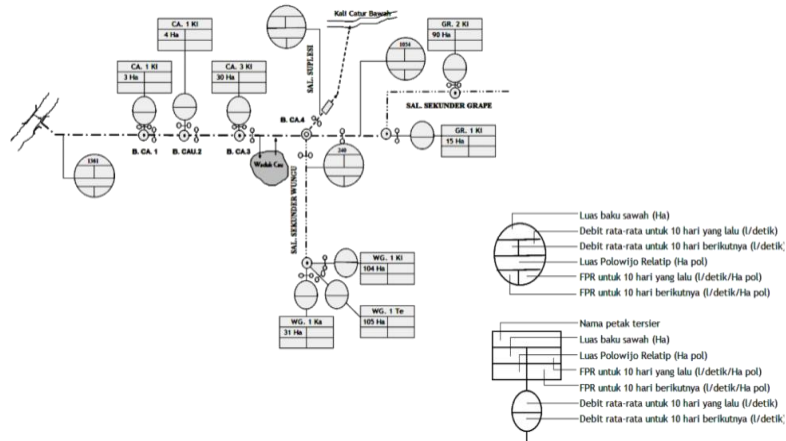 Kali Catur Bawah
CA. 1 KI
4 Ha
GR. 2 KI
90 Ha
CA. 1 KI
3 Ha
CA. 3 KI
30 Ha
SAL. SUPLESI
1034
SAL. SEKUNDER GRAPE
B. CA.4
GR. 1 KI
15 Ha
B. CA. 1
B. CAU.2
B. CA.3
Waduk Cau
240
SAL. SEKUNDER WUNGU
WG. 1 KI
104 Ha
WG. 1 Te
105 Ha
WG. 1 Ka
31 Ha
Luas baku sawah (Ha)
Debit rata-rata untuk 10 hari yang lalu (l/detik)
Debit rata-rata untuk 10 hari berikutnya (l/detik)
Luas Polowijo Relatip (Ha pol)
FPR untuk 10 hari yang lalu (l/detik/Ha pol)
FPR untuk 10 hari berikutnya (l/detik/Ha pol)
Nama petak tersier
Luas baku sawah (Ha)
Luas Polowijo Relatip (Ha pol)
FPR untuk 10 hari yang lalu (l/detik/Ha pol)
FPR untuk 10 hari berikutnya (l/detik/Ha pol)
Debit rata-rata untuk 10 hari yang lalu (l/detik)
Debit rata-rata untuk 10 hari berikutnya (l/detik)